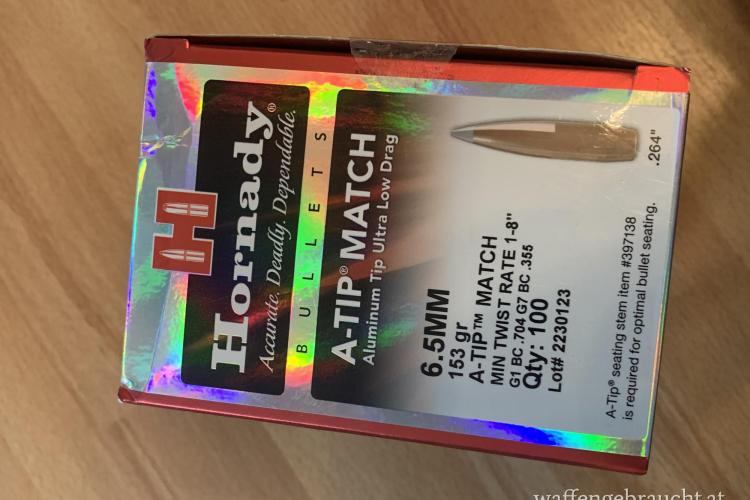 Hornady®
Accurate. Deadly. Dependable.
BULLETS
A-TIP® MATCH
Aluminum Tip Ultra Low Drag
6.5MM
153 gr
A-TIP™ MATCH
MIN TWIST RATE 1-8"
G1 BC .704 G7 BC .355
Qty: 100
Lot# 2230123
.264"
A-Tip® seating stem item #397138
is required for optimal bullet seating.
waffengebraucht.at